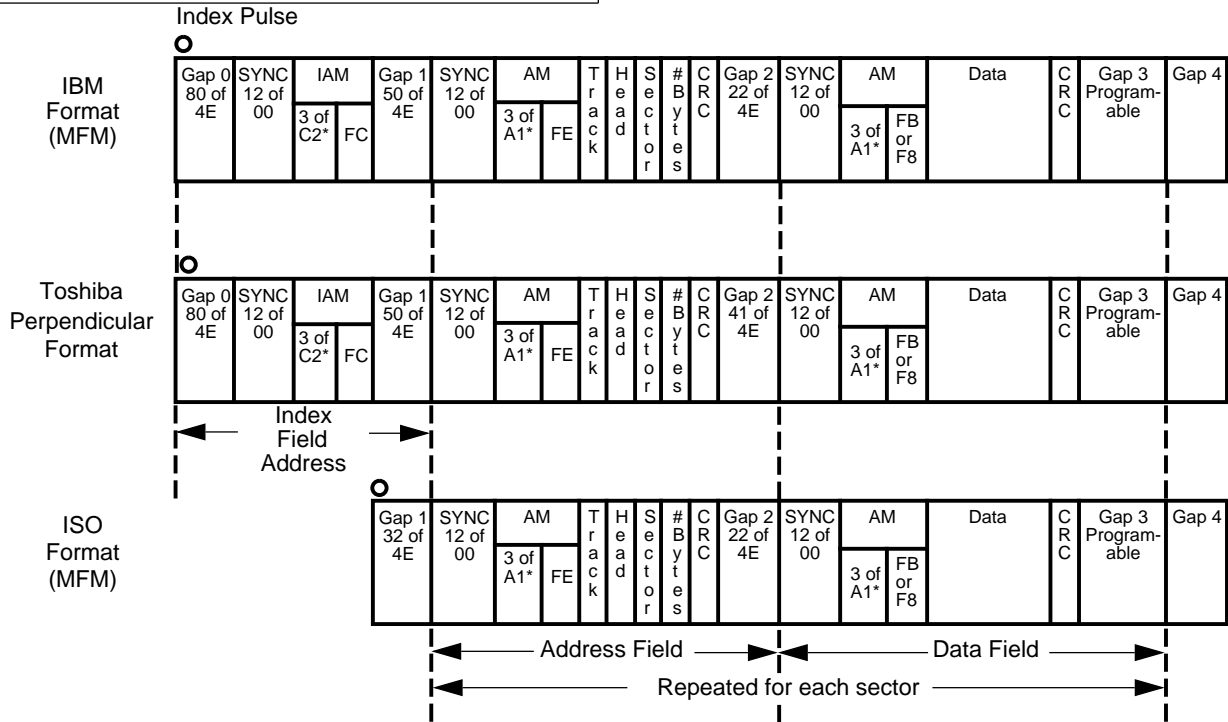 Index Pulse
IBM
Format
(MFM)
Gap 0
80 of
4E
SYNC
12 of
00
IAM
3 of
C2*
FC
Gap 1
50 of
4E
SYNC
12 of
00
AM
3 of
A1*
FE
Track
Head
Sector
#Bytes
CRC
Gap 2
22 of
4E
SYNC
12 of
00
AM
3 of
A1*
FB
or
F8
Data
CRC
Gap 3
Program-
able
Gap 4
Toshiba
Perpendicular
Format
Gap 0
80 of
4E
SYNC
12 of
00
IAM
3 of
C2*
FC
Gap 1
50 of
4E
SYNC
12 of
00
AM
3 of
A1*
FE
Track
Head
Sector
#Bytes
CRC
Gap 2
41 of
4E
SYNC
12 of
00
AM
3 of
A1*
FB
or
F8
Data
CRC
Gap 3
Program-
able
Gap 4
Index
Field
Address
ISO
Format
(MFM)
Gap 1
32 of
4E
SYNC
12 of
00
AM
3 of
A1*
FE
Track
Head
Sector
#Bytes
CRC
Gap 2
22 of
4E
SYNC
12 of
00
AM
3 of
A1*
FB
or
F8
Data
CRC
Gap 3
Program-
able
Gap 4
Address Field
Data Field
Repeated for each sector